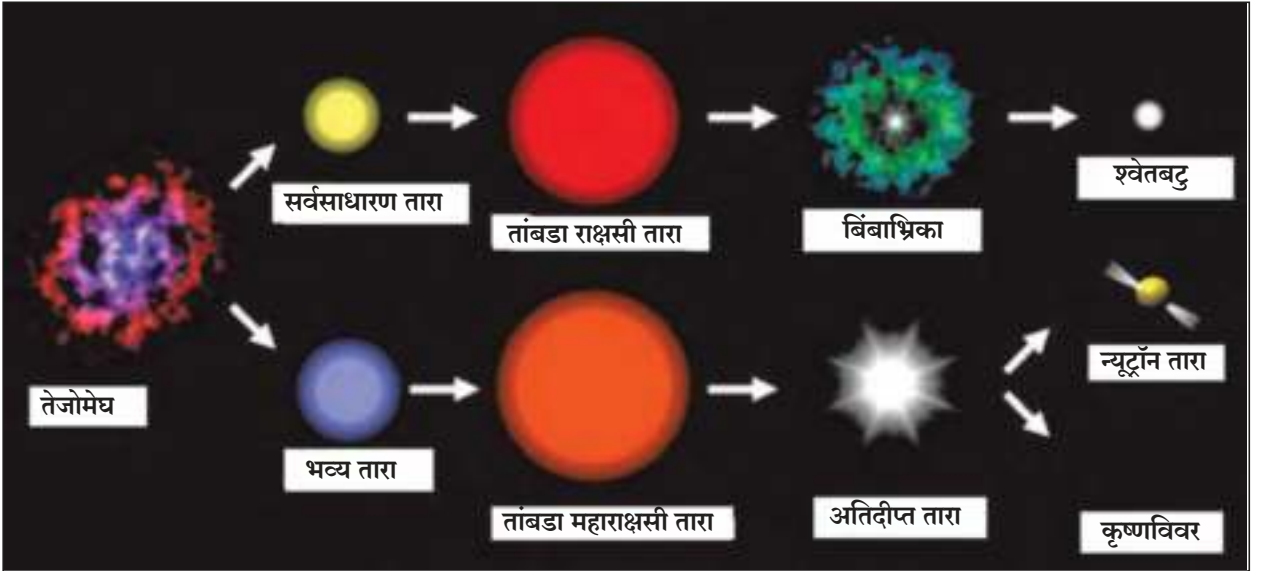 सर्वसाधारण तारा
तांबडा राक्षसी तारा
बिंबाभ्रिका
श्वेतबटु
तेजोमेघ
भव्य तारा
तांबडा महाराक्षसी तारा
अतिदीप्त तारा
न्यूट्रॉन तारा
कृष्णविवर